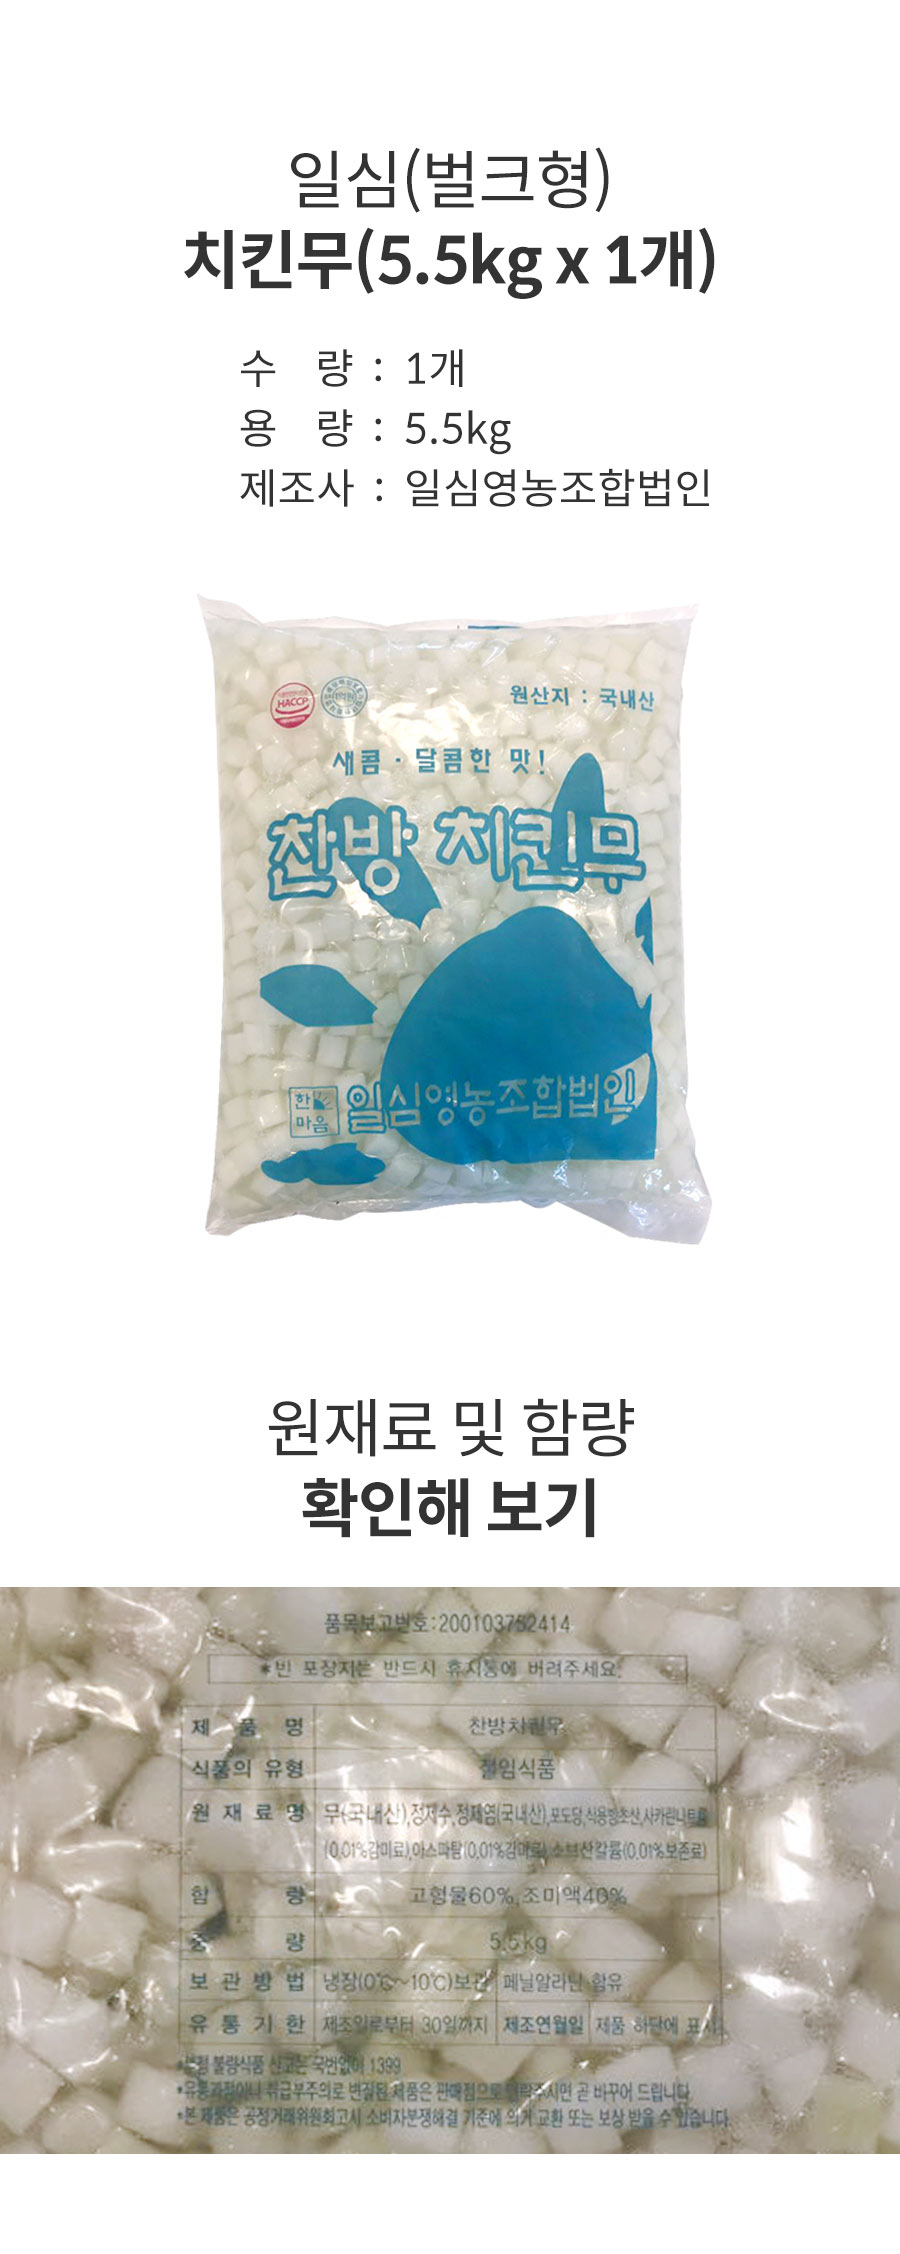 일심(벌크형)
치킨무(5.5kg x 1개)
수 량 : 1개
용 량 : 5.5kg
제조사 : 일심영농조합법인
HACCP
원산지 : 국내산
새콤·달콤한 맛!
찬방 치킨무
한마음 일심영농조합법인
원재료 및 함량
확인해 보기
품목보고번호:200103752414
*빈 포장지는 반드시 휴지통에 버려주세요.
제 품 명 찬방치킨무
식품의 유형 절임식품
원 재 료 명 무(국내산),정제수,정제염(국내산),포도당,식용빙초산,사카린나트륨
(0.01%감미료),아스파탐(0.01%감미료),소브산칼륨(0.01%보존료)
함 량 고형물60%,조미액40%
중 량 5.5kg
보 관 방 법 냉장(0℃~10℃)보관 페닐알라닌 함유
유 통 기 한 제조일로부터 30일까지 제조연월일 제품 하단에 표시
불량식품 신고는 국번없이 1399
*유통과정이나 취급부주의로 변질된 제품은 판매점으로 연락주시면 곧 바꾸어 드립니다.
*본 제품은 공정거래위원회고시 소비자분쟁해결 기준에 의거 교환 또는 보상 받을 수 있습니다.